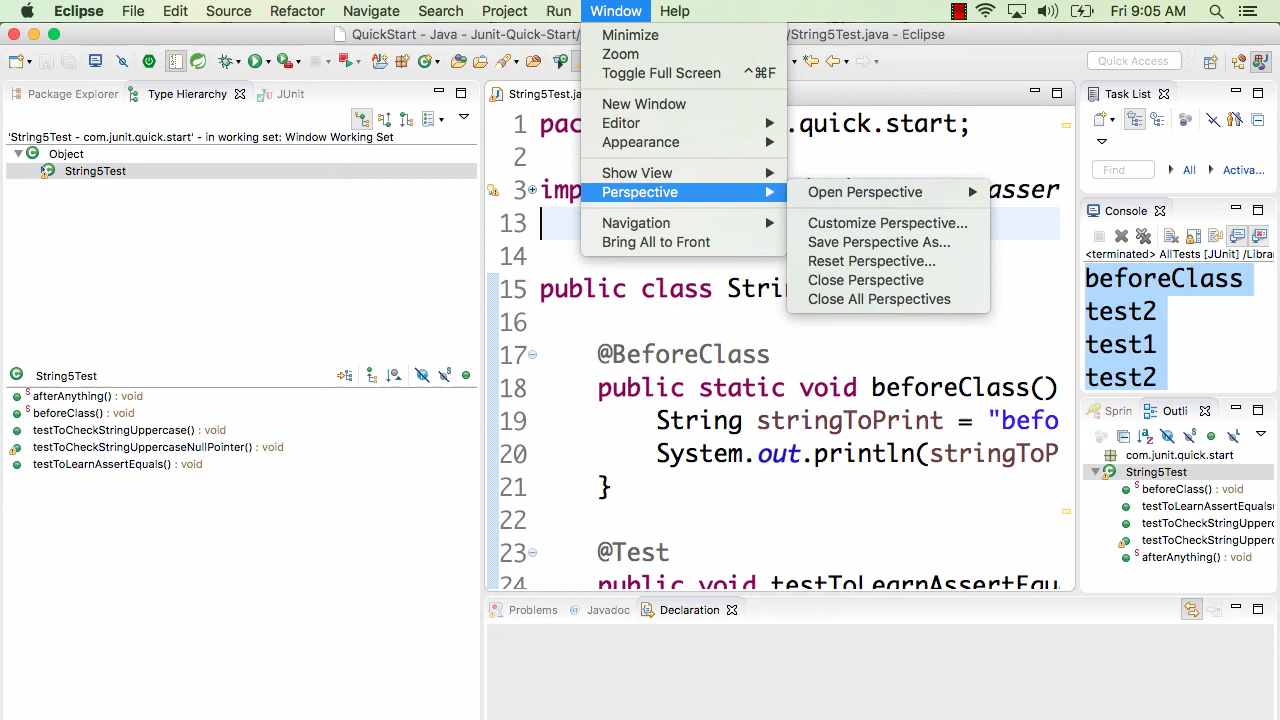 Eclipse File Edit Source Refactor Navigate Search Project Run Window Help Fri 9:05 AM
QuickStart - Java - Junit-Quick-Start/ /String5Test.java - Eclipse
Minimize
Zoom
Toggle Full Screen ^⌘F
New Window
Editor
Appearance
Show View
Perspective
Navigation
Bring All to Front
Open Perspective
Customize Perspective...
Save Perspective As...
Reset Perspective...
Close Perspective
Close All Perspectives
Quick Access
Package Explorer Type Hierarchy JUnit
'String5Test - com.junit.quick.start' - in working set: Window Working Set
Object
String5Test
String5Test
afterAnything() : void
beforeClass() : void
testToCheckStringUppercase() : void
testToCheckStringUppercaseNullPointer() : void
testToLearnAssertEquals() : void
String5Test.ja
1 pac .quick.start;
2
3 imp asser
13
14
15 public class Strin
16
17 @BeforeClass
18 public static void beforeClass()
19 String stringToPrint = "befo
20 System.out.println(stringToP
21 }
22
23 @Test
24 public void testToLearnAssertEqu
Problems Javadoc Declaration
Task List
Find All Activa...
Console
<terminated> AllTests [JUnit] /Libra
beforeClass
test2
test1
test2
Sprin Outli
com.junit.quick.start
String5Test
beforeClass() : void
testToLearnAssertEquals
testToCheckStringUpperc
testToCheckStringUpperc
afterAnything() : void